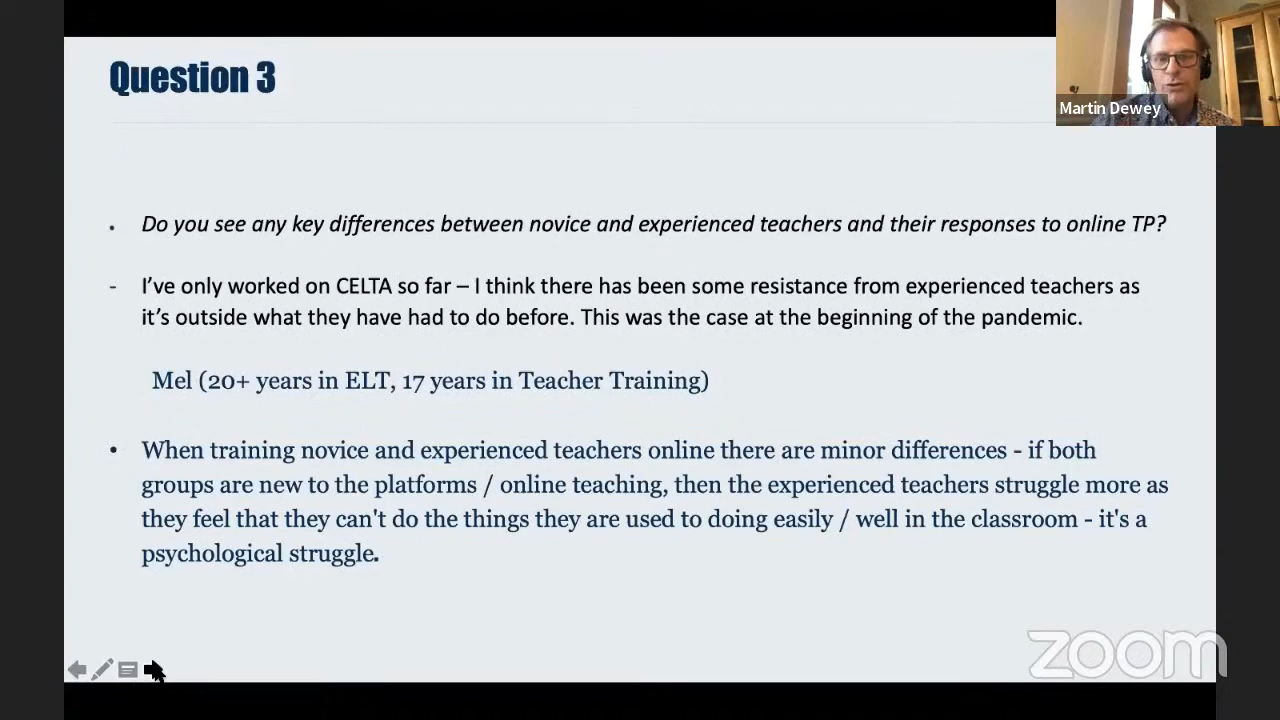 Question 3
Martin Dewey
. Do you see any key differences between novice and experienced teachers and their responses to online TP?
- I’ve only worked on CELTA so far – I think there has been some resistance from experienced teachers as
it’s outside what they have had to do before. This was the case at the beginning of the pandemic.
Mel (20+ years in ELT, 17 years in Teacher Training)
• When training novice and experienced teachers online there are minor differences - if both
groups are new to the platforms / online teaching, then the experienced teachers struggle more as
they feel that they can't do the things they are used to doing easily / well in the classroom - it's a
psychological struggle.
zoom